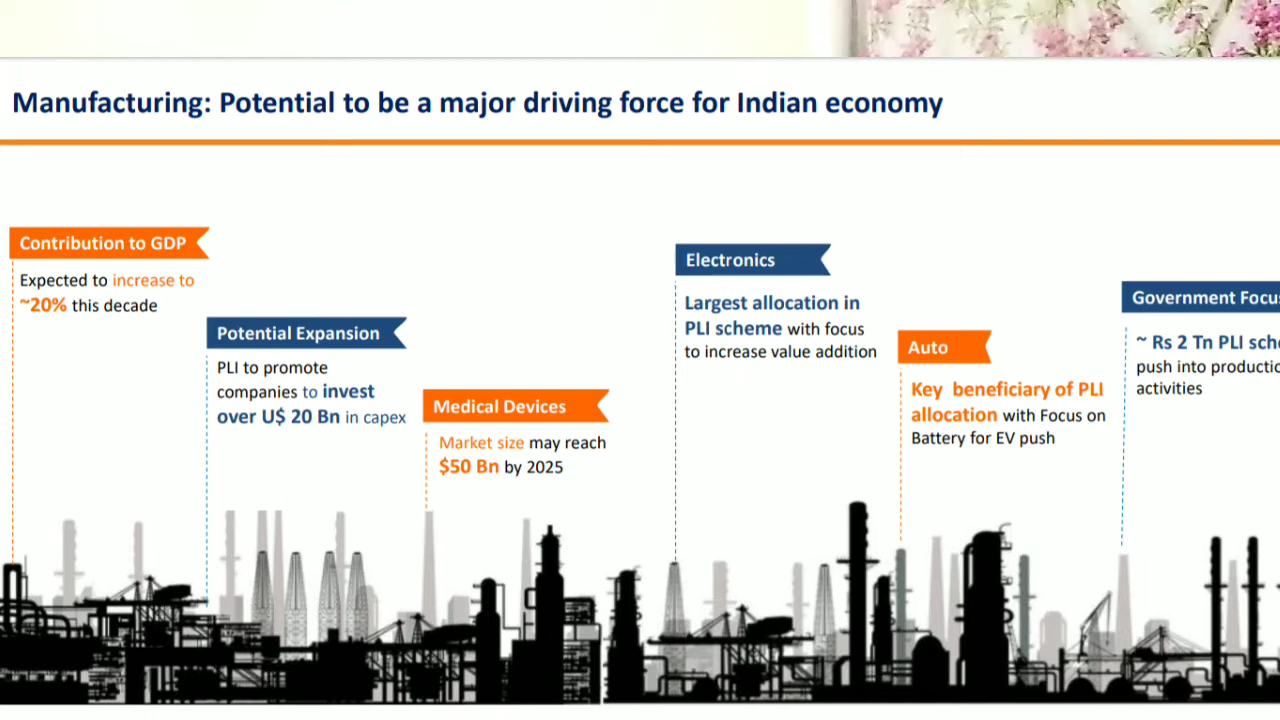 Manufacturing: Potential to be a major driving force for Indian economy
Contribution to GDP
Expected to increase to
~20% this decade
Potential Expansion
PLI to promote
companies to invest
over U$ 20 Bn in capex
Medical Devices
Market size may reach
$50 Bn by 2025
Electronics
Largest allocation in
PLI scheme with focus
to increase value addition
Auto
Key beneficiary of PLI
allocation with Focus on
Battery for EV push
Government
~ Rs 2 Tn PLI
push into
activities